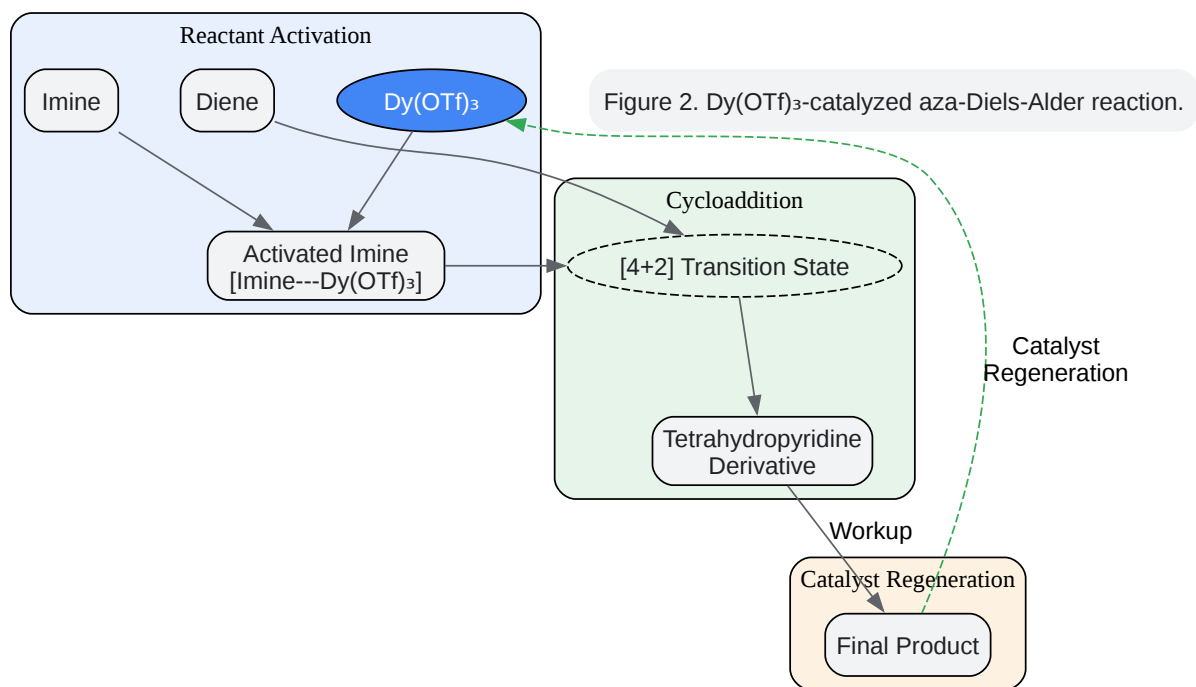 Reactant Activation
Imine
Diene
Dy(OTf)₃
Figure 2. Dy(OTf)₃-catalyzed aza-Diels-Alder reaction.
Cycloaddition
Activated Imine
[Imine---Dy(OTf)₃]
[4+2] Transition State
Catalyst
Regeneration
Tetrahydropyridine
Derivative
Workup
Catalyst Regeneration
Final Product